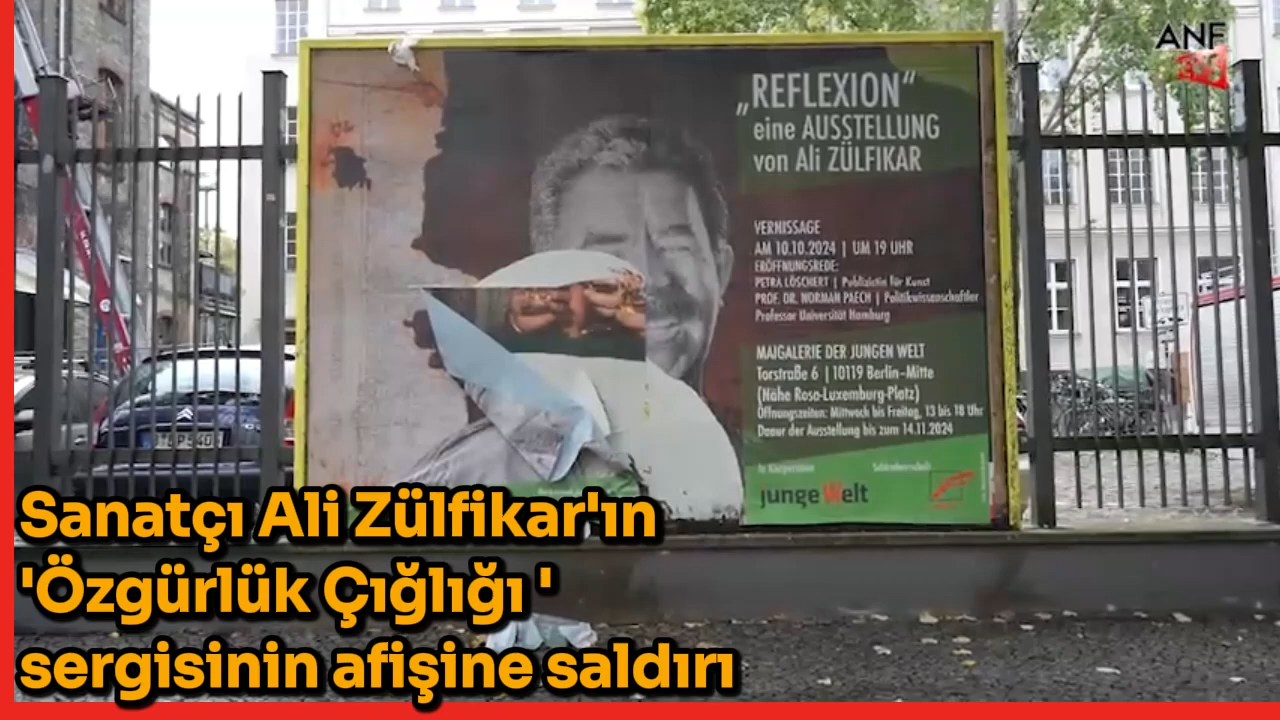 ANF
„REFLEXION“
eine AUSSTELLUNG
von Ali ZÜLFIKAR
VERNISSAGE
AM 10.10.2024 | UM 19 UHR
ERÖFFNUNGSREDE:
PETRA LÖSCHERT | Publizistin für Kunst
PROF. DR. NORMAN PAECH | Politikwissenschaftler
Professor Universität Hamburg
MAIGALERIE DER JUNGEN WELT
Torstraße 6 | 10119 Berlin-Mitte
(Nähe Rosa-Luxemburg-Platz)
Öffnungszeiten: Mittwoch bis Freitag, 13 bis 18 Uhr
Dauer der Ausstellung bis zum 14.11.2024
In Kooperation
Schirmherrschaft
junge Welt
Sanatçı Ali Zülfikar'ın
'Özgürlük Çığlığı '
sergisinin afişine saldırı